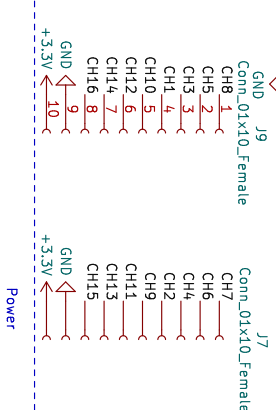 GND
J9
Conn_01x10_Female
CH8 1
CH5 2
CH3 3
CH1 4
CH10 5
CH12 6
CH14 7
CH16 8
GND 9
+3.3V 10
J7
Conn_01x10_Female
CH7
CH6
CH4
CH2
CH9
CH11
CH13
CH15
GND
+3.3V
Power